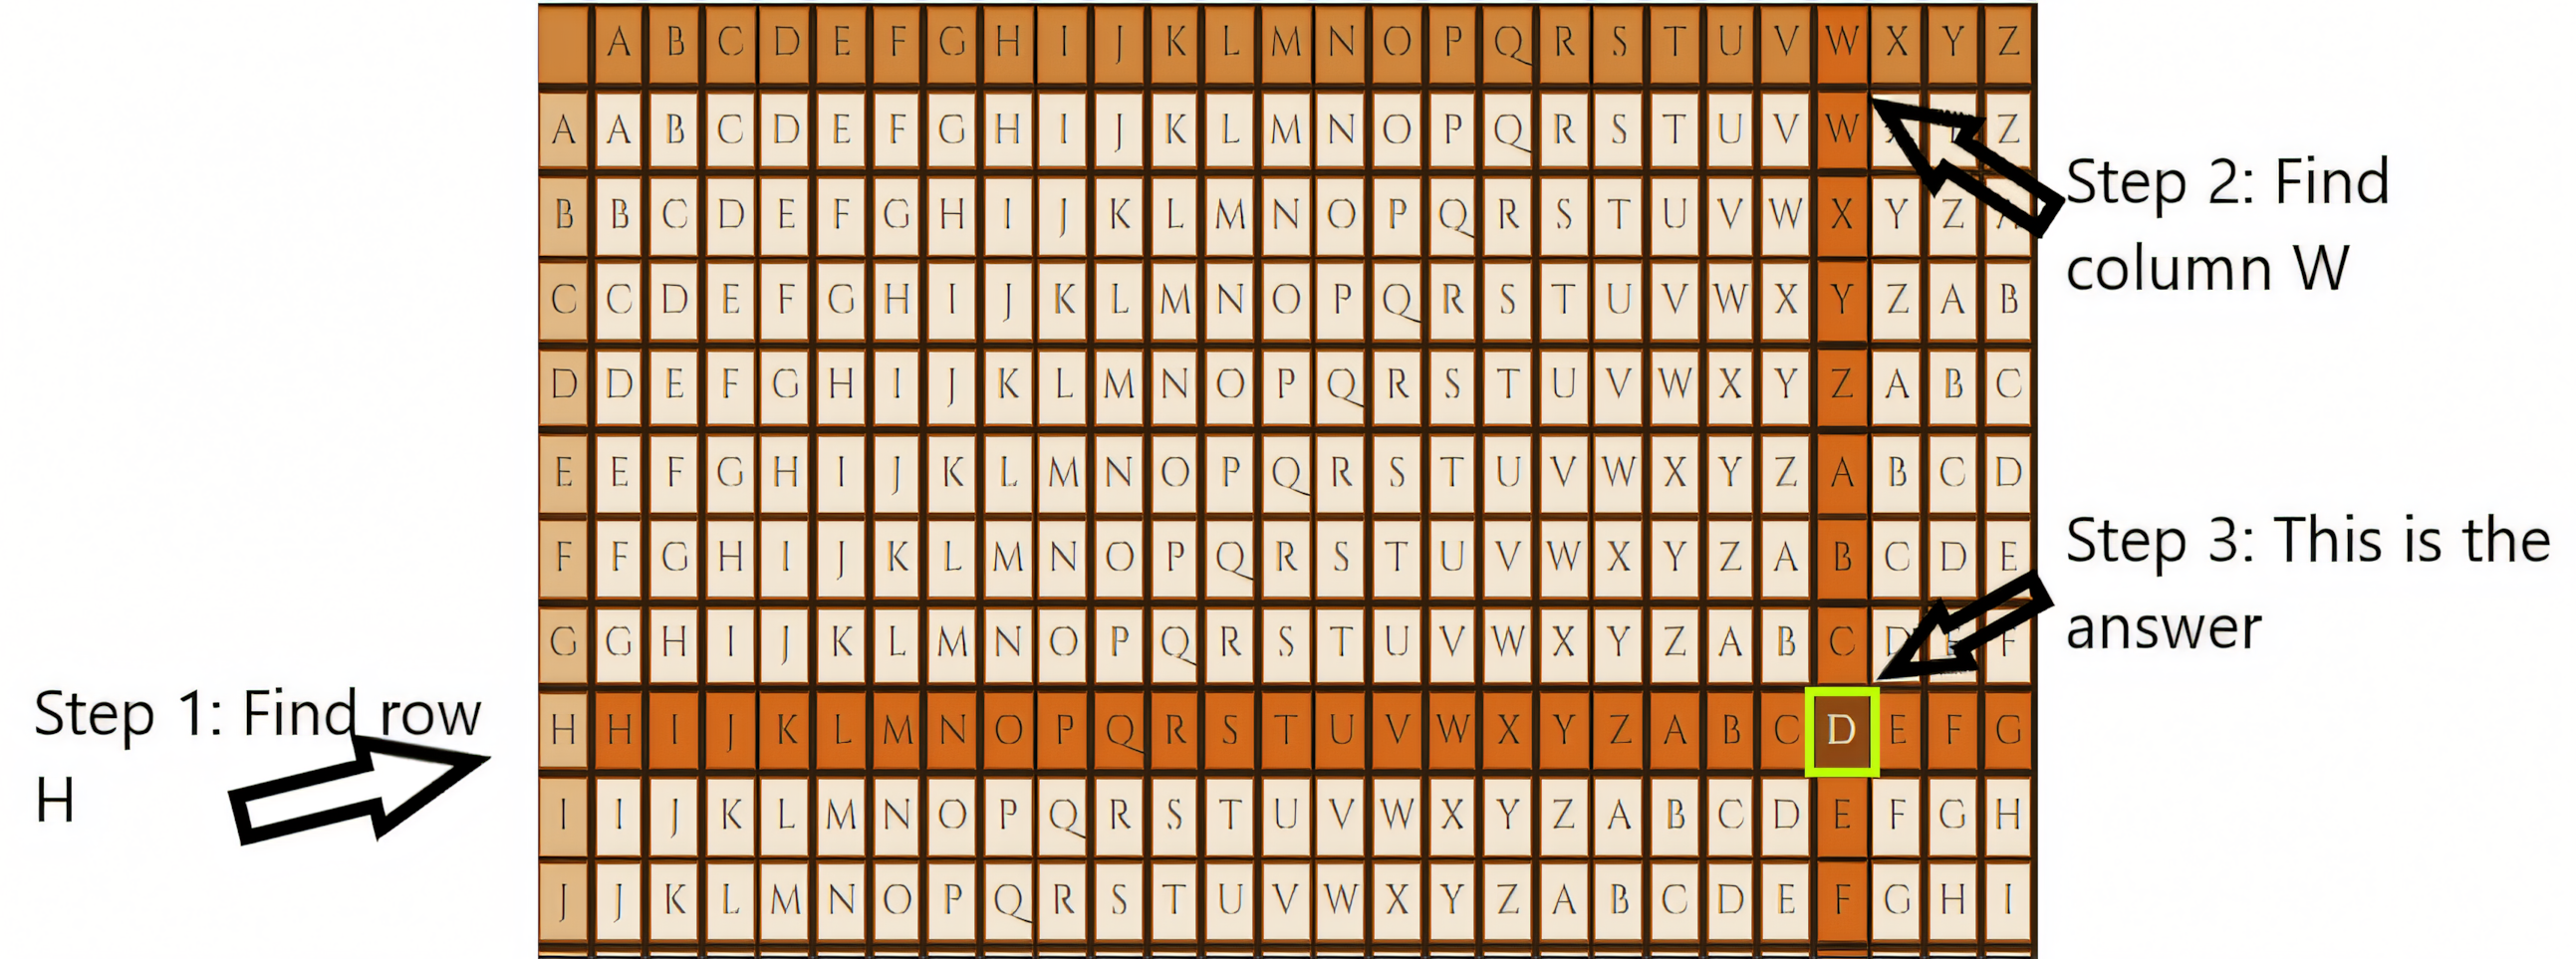 A B C D E F G H I J K L M N O P Q R S T U V W X Y Z
A A B C D E F G H I J K L M N O P Q R S T U V W Z
Step 2: Find
column W
B B C D E F G H I J K L M N O P Q R S T U V W X Y Z A
C C D E F G H I J K L M N O P Q R S T U V W X Y Z A B
D D E F G H I J K L M N O P Q R S T U V W X Y Z A B C
E E F G H I J K L M N O P Q R S T U V W X Y Z A B C D
F F G H I J K L M N O P Q R S T U V W X Y Z A B C D E
Step 3: This is the
answer
G G H I J K L M N O P Q R S T U V W X Y Z A B C D E F
Step 1: Find row
H
H H I J K L M N O P Q R S T U V W X Y Z A B C D E F G
I I J K L M N O P Q R S T U V W X Y Z A B C D E F G H
J J K L M N O P Q R S T U V W X Y Z A B C D E F G H I